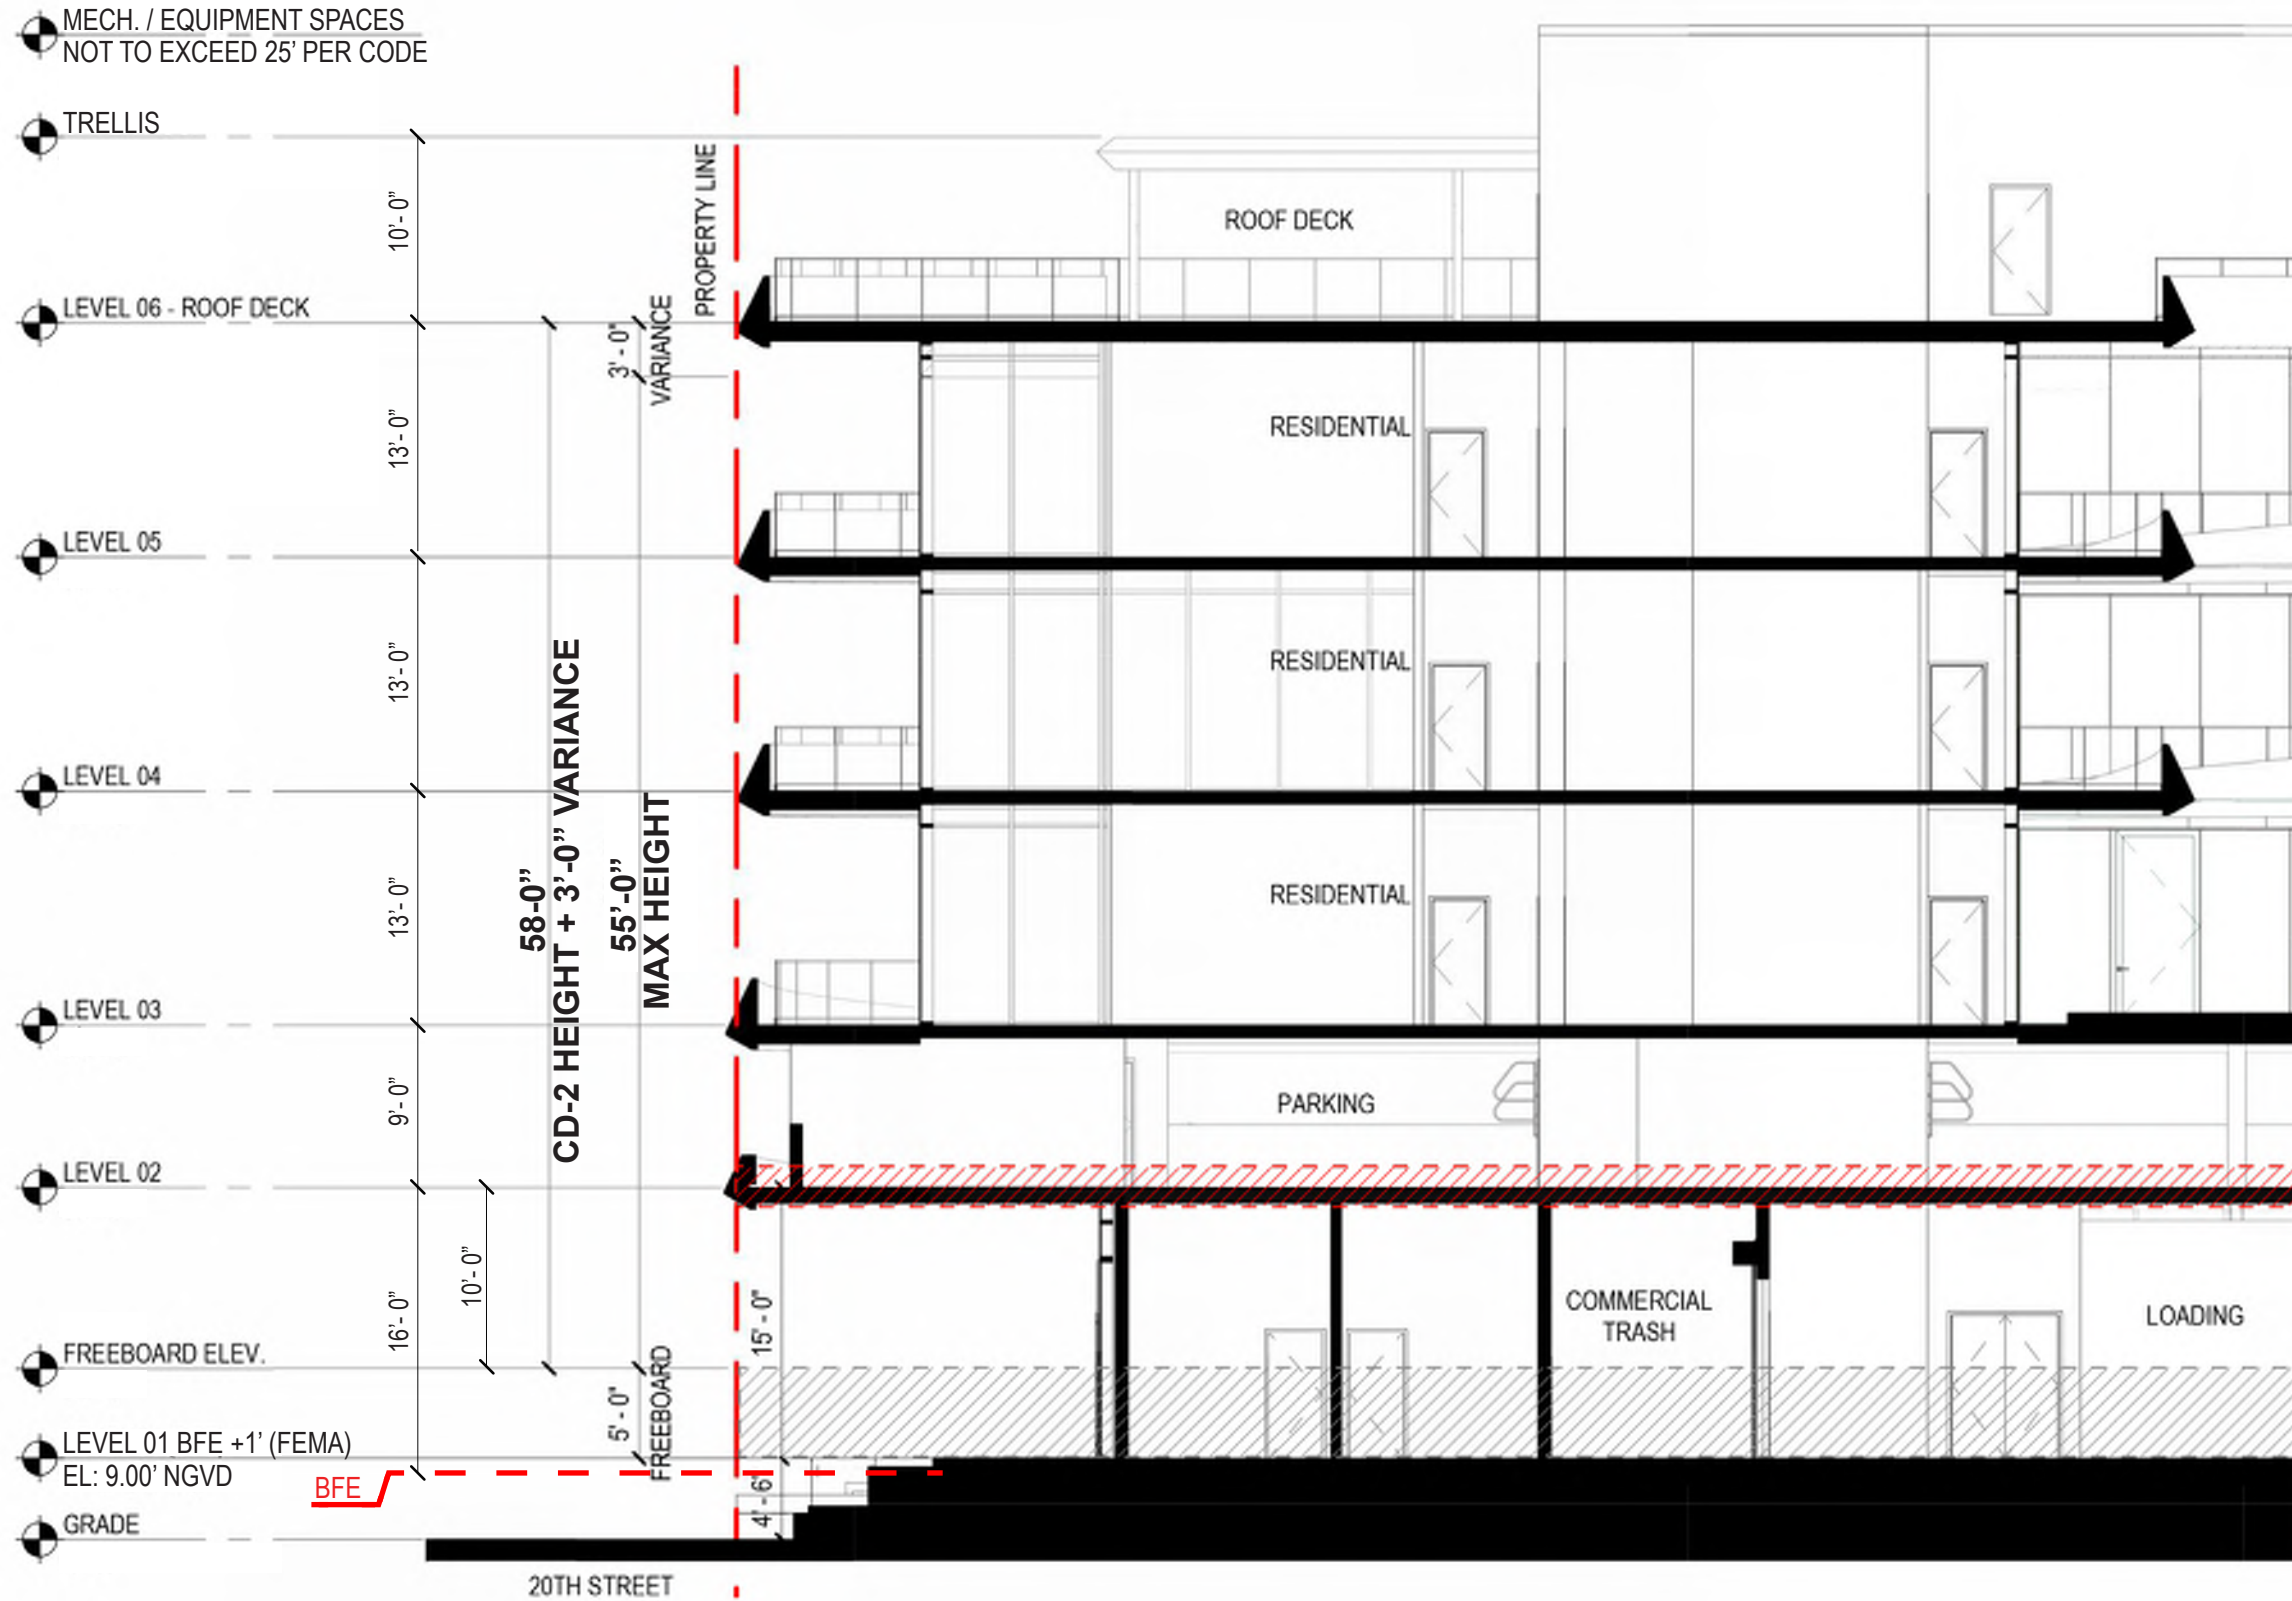 MECH. / EQUIPMENT SPACES
NOT TO EXCEED 25' PER CODE
TRELLIS
10'- 0"
PROPERTY LINE
ROOF DECK
LEVEL 06 - ROOF DECK
3' - 0"
VARIANCE
13'- 0"
RESIDENTIAL
LEVEL 05
13'- 0"
RESIDENTIAL
LEVEL 04
58-0"
CD-2 HEIGHT + 3'-0" VARIANCE
55'-0"
MAX HEIGHT
13'- 0"
RESIDENTIAL
LEVEL 03
9'- 0"
PARKING
LEVEL 02
10'- 0"
16'- 0"
15' - 0"
COMMERCIAL
TRASH
LOADING
FREEBOARD ELEV.
5' - 0"
FREEBOARD
LEVEL 01 BFE +1' (FEMA)
EL: 9.00' NGVD
BFE
4' - 6"
GRADE
20TH STREET